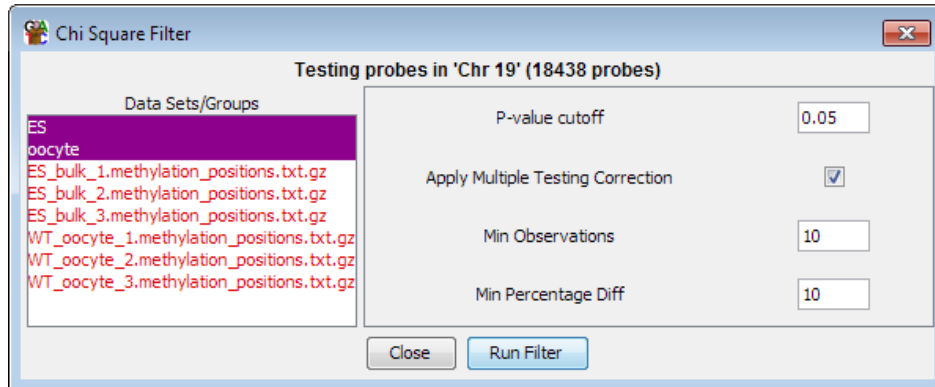 Chi Square Filter
Testing probes in 'Chr 19' (18438 probes)
Data Sets/Groups
ES
oocyte
ES_bulk_1.methylation_positions.txt.gz
ES_bulk_2.methylation_positions.txt.gz
ES_bulk_3.methylation_positions.txt.gz
WT_oocyte_1.methylation_positions.txt.gz
WT_oocyte_2.methylation_positions.txt.gz
WT_oocyte_3.methylation_positions.txt.gz
P-value cutoff 0.05
Apply Multiple Testing Correction
Min Observations 10
Min Percentage Diff 10
Close Run Filter